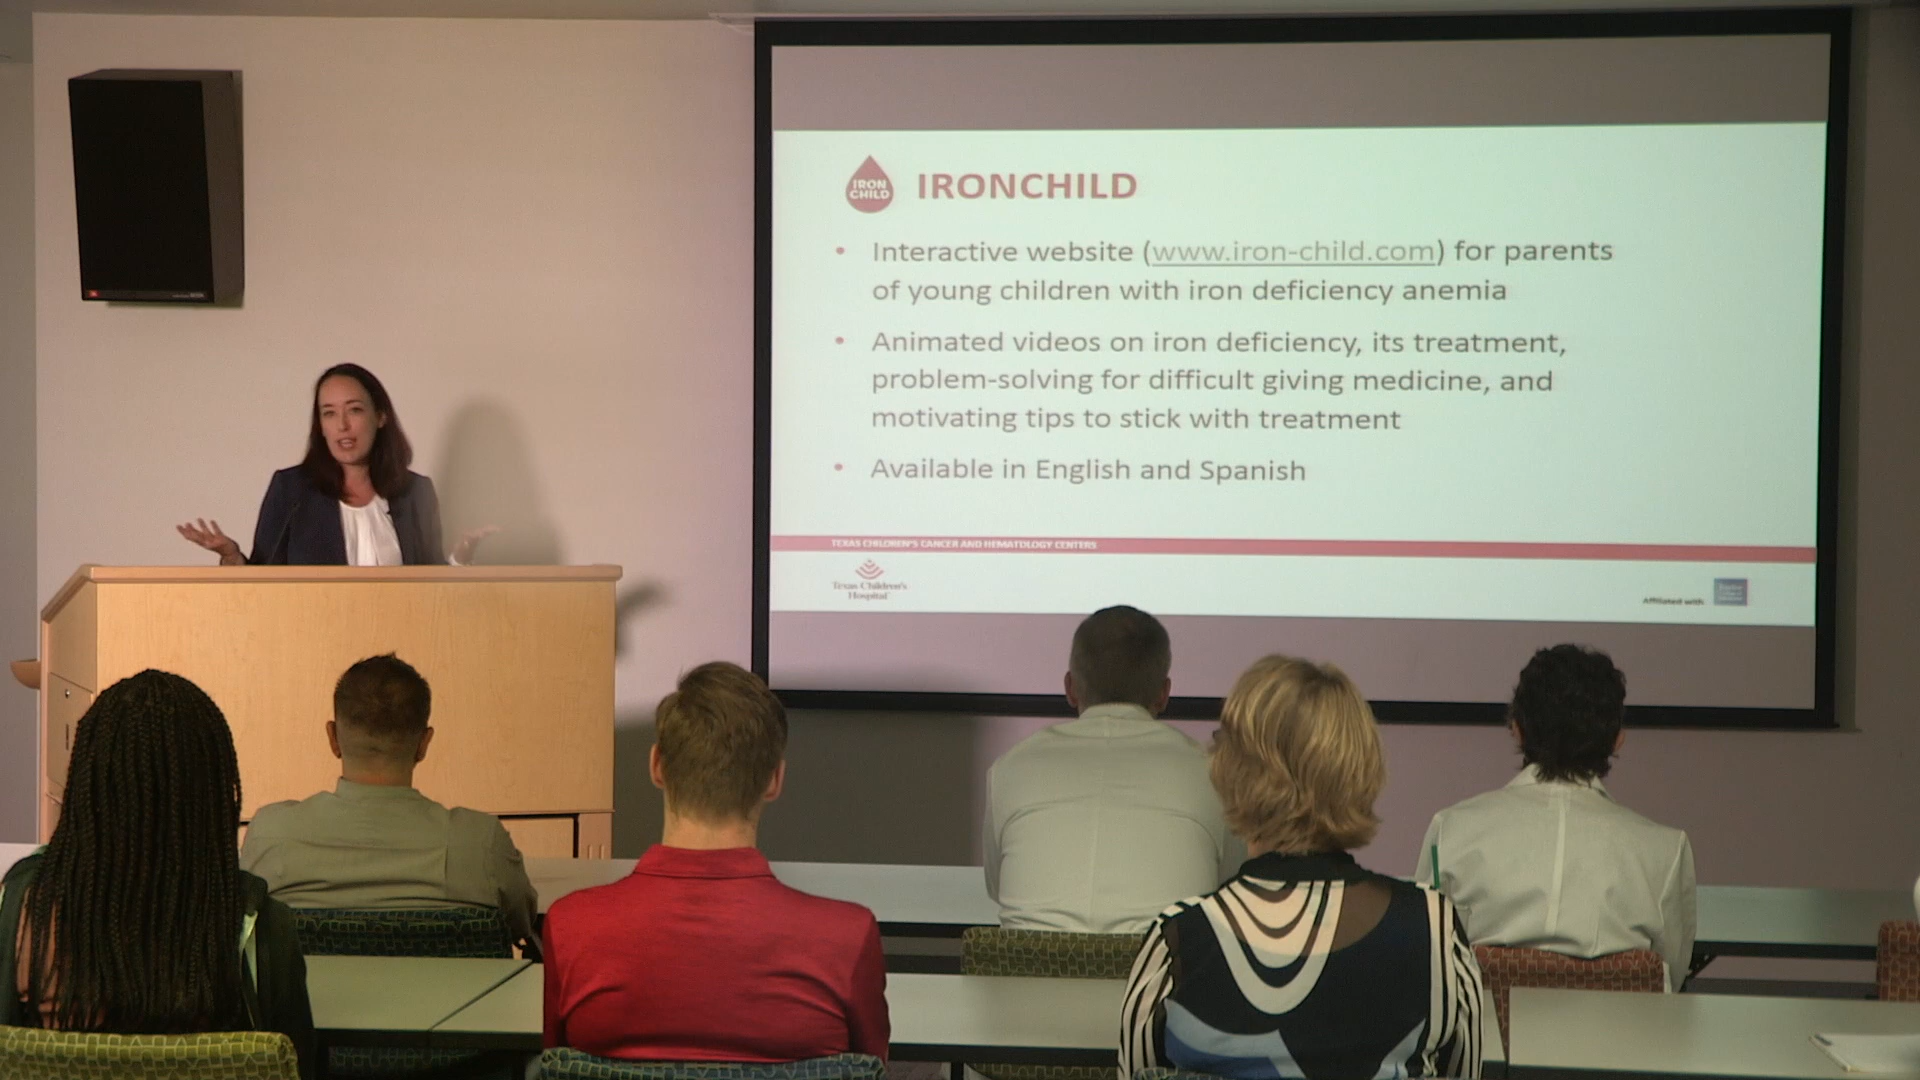 IRON
CHILD
IRONCHILD
• Interactive website (www.iron-child.com) for parents
of young children with iron deficiency anemia
• Animated videos on iron deficiency, its treatment,
problem-solving for difficult giving medicine, and
motivating tips to stick with treatment
• Available in English and Spanish
TEXAS CHILDREN'S CANCER AND HEMATOLOGY CENTERS
Texas Children's
Hospital
Affiliated with